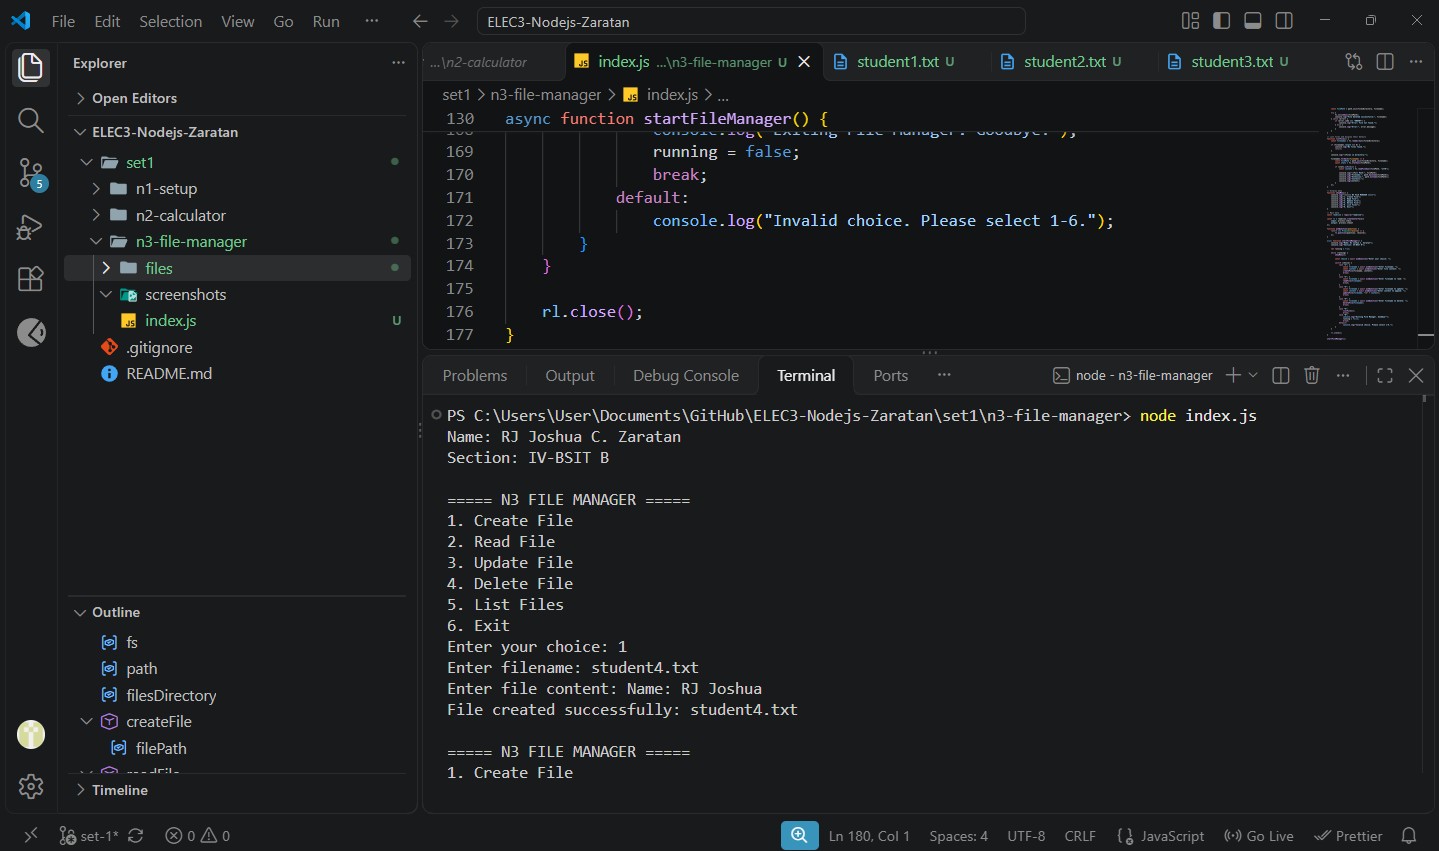 File Edit Selection View Go Run ··· ELEC3-Nodejs-Zaratan
Explorer ···
Open Editors
ELEC3-Nodejs-Zaratan
set1
n1-setup
n2-calculator
n3-file-manager
files
screenshots
index.js U
.gitignore
README.md
Outline
fs
path
filesDirectory
createFile
filePath
readFile
Timeline
...\n2-calculator index.js ...\n3-file-manager U student1.txt U student2.txt U student3.txt U
set1 > n3-file-manager > index.js > ...
130 async function startFileManager() {
169 running = false;
170 break;
171 default:
172 console.log("Invalid choice. Please select 1-6.");
173 }
174 }
175
176 rl.close();
177 }
Problems Output Debug Console Terminal Ports ··· node - n3-file-manager
PS C:\Users\User\Documents\GitHub\ELEC3-Nodejs-Zaratan\set1\n3-file-manager> node index.js
Name: RJ Joshua C. Zaratan
Section: IV-BSIT B
===== N3 FILE MANAGER =====
1. Create File
2. Read File
3. Update File
4. Delete File
5. List Files
6. Exit
Enter your choice: 1
Enter filename: student4.txt
Enter file content: Name: RJ Joshua
File created successfully: student4.txt
===== N3 FILE MANAGER =====
1. Create File
5
set-1* 0 0 Ln 180, Col 1 Spaces: 4 UTF-8 CRLF {} JavaScript Go Live Prettier